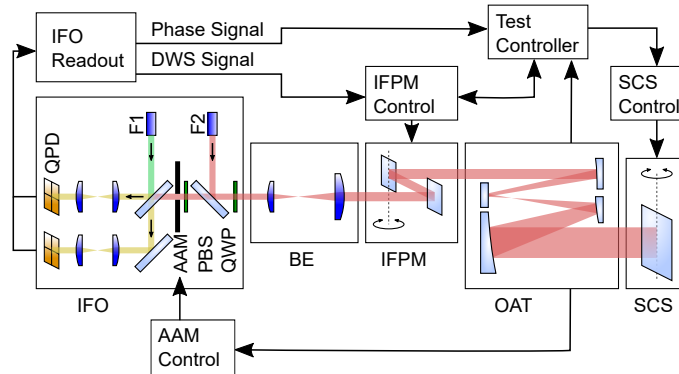 IFO
Readout
Phase Signal
DWS Signal
Test
Controller
IFPM
Control
SCS
Control
F1
F2
QPD
AAM
PBS
QWP
IFO
BE
IFPM
OAT
SCS
AAM
Control